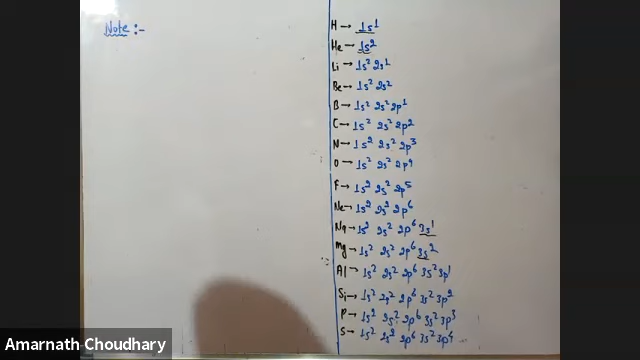 Note :-
H → 1s¹
He → 1s²
Li → 1s² 2s¹
Be → 1s² 2s²
B → 1s² 2s² 2p¹
C → 1s² 2s² 2p²
N → 1s² 2s² 2p³
O → 1s² 2s² 2p⁴
F → 1s² 2s² 2p⁵
Ne → 1s² 2s² 2p⁶
Na → 1s² 2s² 2p⁶ 3s¹
Mg → 1s² 2s² 2p⁶ 3s²
Al → 1s² 2s² 2p⁶ 3s² 3p¹
Si → 1s² 2s² 2p⁶ 3s² 3p²
P → 1s² 2s² 2p⁶ 3s² 3p³
S → 1s² 2s² 2p⁶ 3s² 3p⁴
Amarnath Choudhary